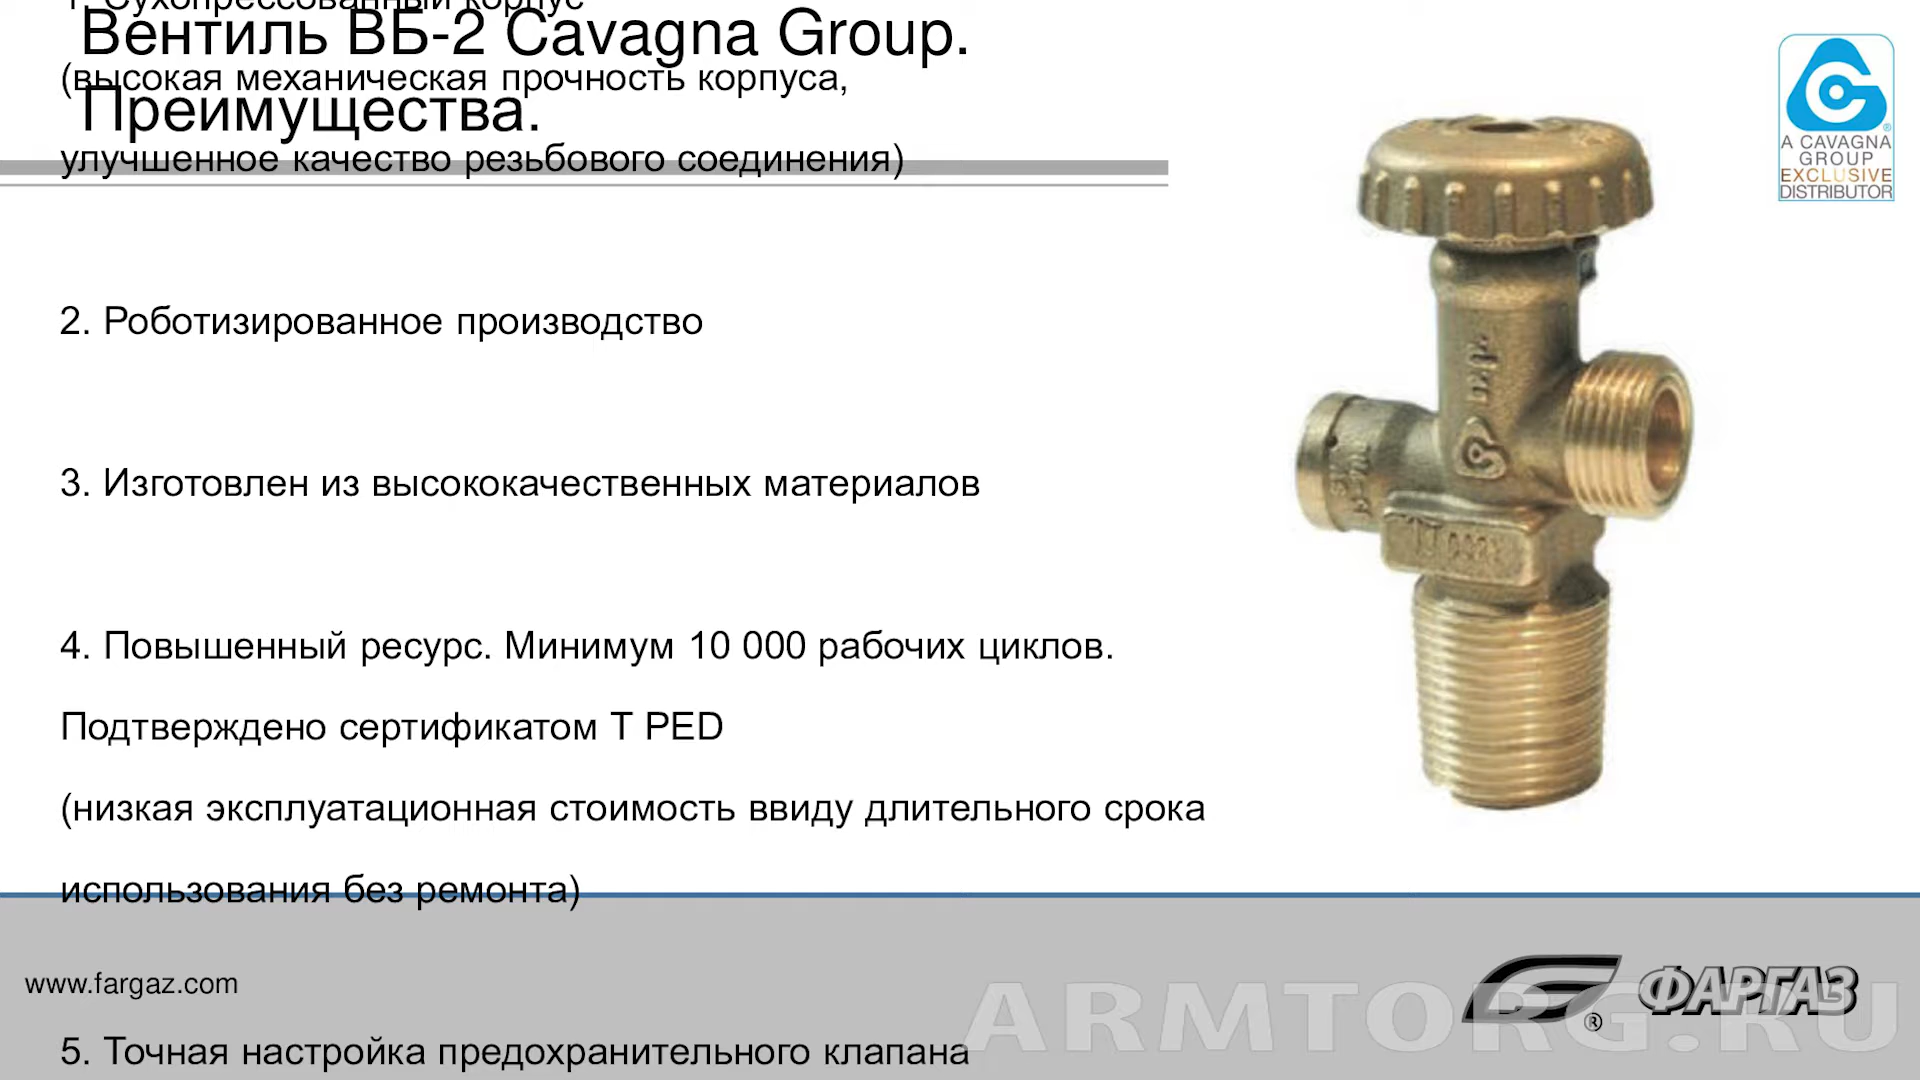 1. Сухопрессованный корпус
Вентиль ВБ-2 Cavagna Group.
(высокая механическая прочность корпуса,
Преимущества.
улучшенное качество резьбового соединения)
2. Роботизированное производство
3. Изготовлен из высококачественных материалов
4. Повышенный ресурс. Минимум 10 000 рабочих циклов.
Подтверждено сертификатом T PED
(низкая эксплуатационная стоимость ввиду длительного срока
использования без ремонта)
5. Точная настройка предохранительного клапана
A CAVAGNA
GROUP
EXCLUSIVE
DISTRIBUTOR
www.fargaz.com
ФАРГАЗ
®
ARMTORG.RU